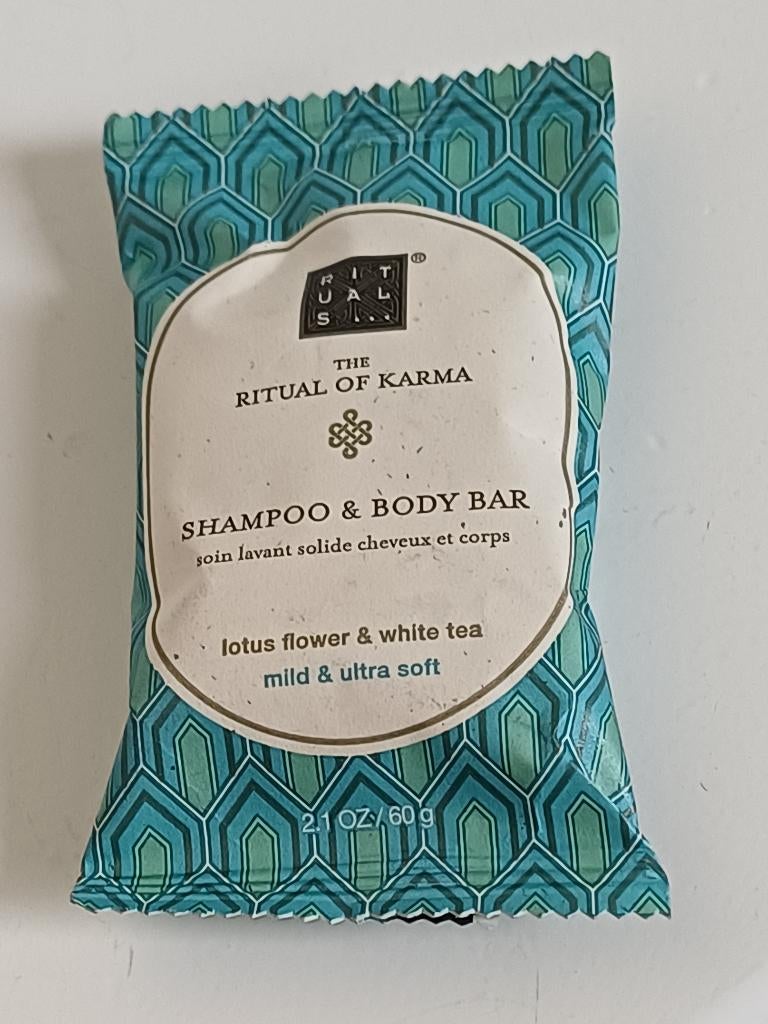 RIT
UAL
S...
®
THE
RITUAL OF KARMA
SHAMPOO & BODY BAR
soin lavant solide cheveux et corps
lotus flower & white tea
mild & ultra soft
2.1 OZ / 60 g